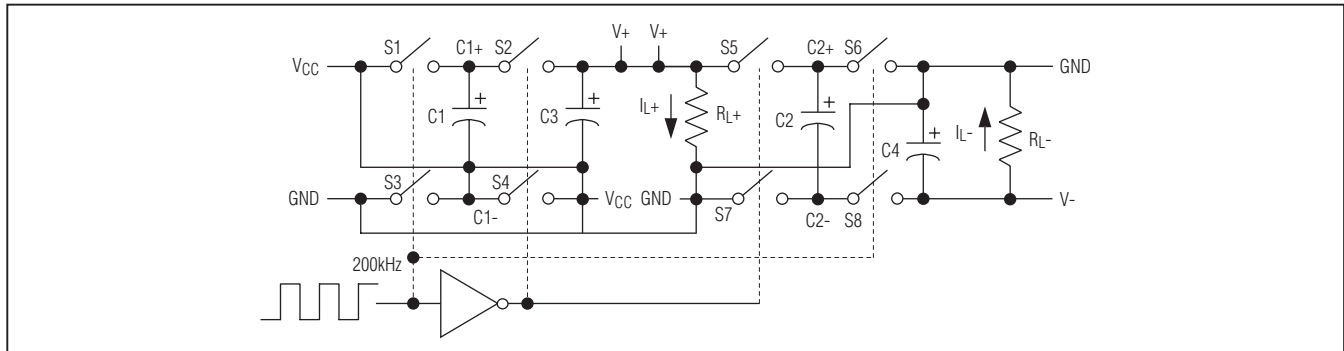 V+ V+
S1 C1+ S2 S5 C2+ S6
VCC GND
C1 C3 IL+ RL+ C2 C4 IL- RL-
+ + + +
GND S3 S4 VCC GND S7 S8 V-
C1- C2-
200kHz